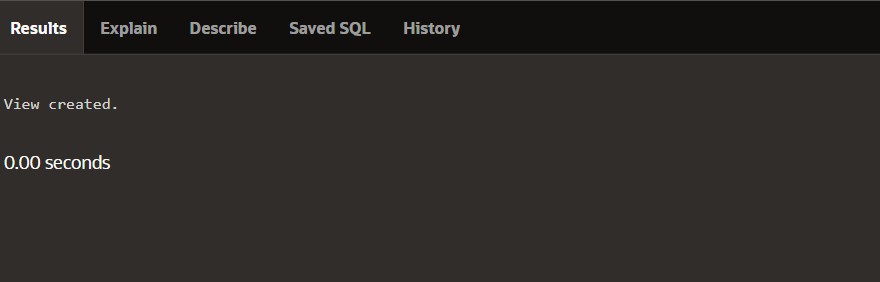 Results Explain Describe Saved SQL History
View created.
0.00 seconds